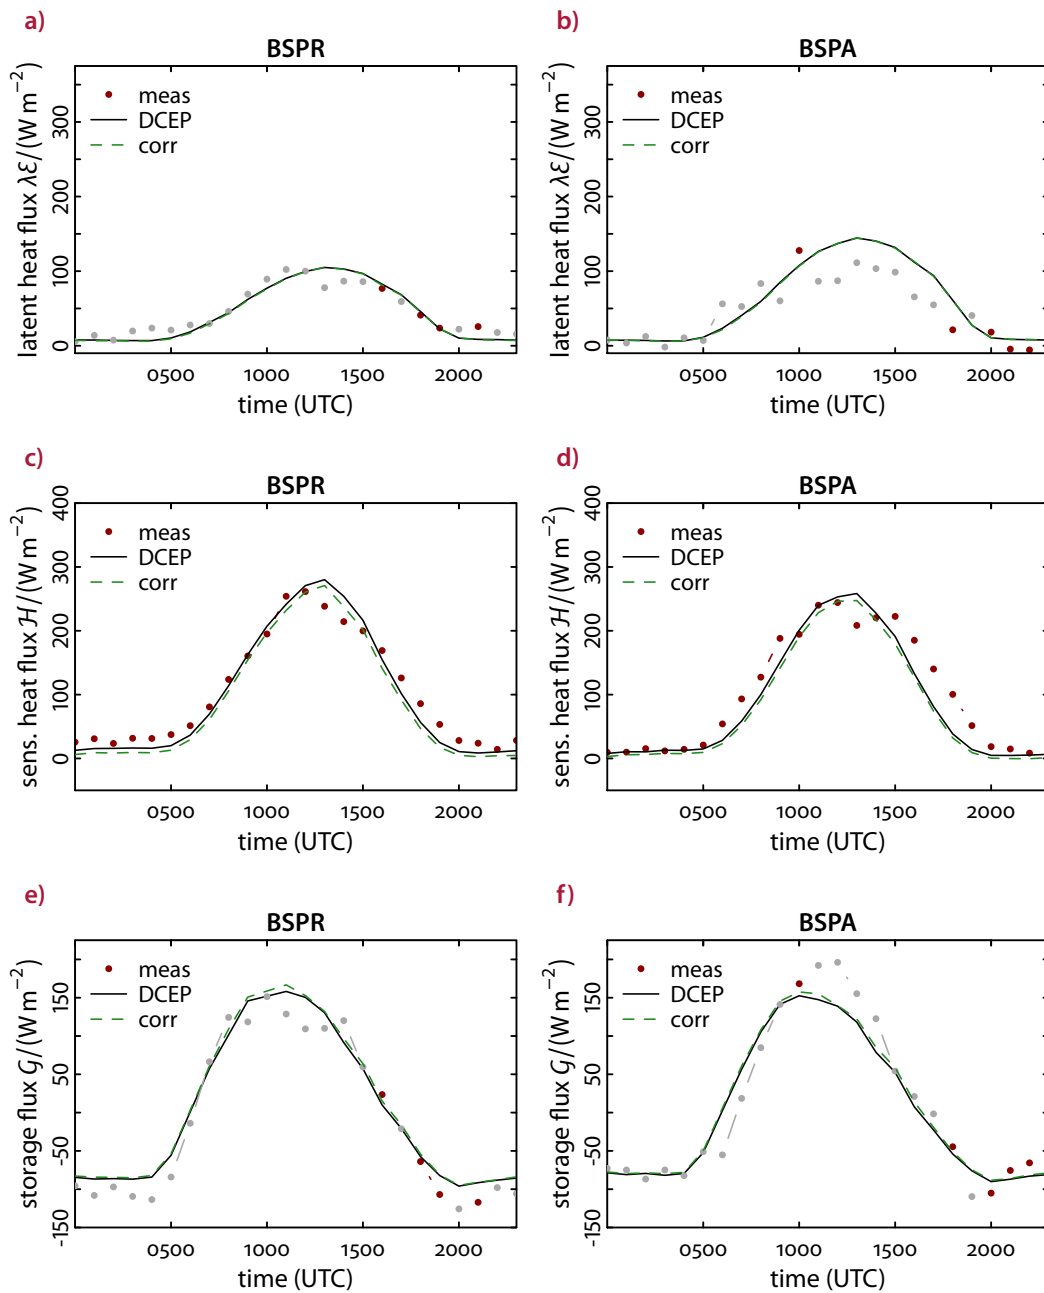 a)
BSPR
latent heat flux λE/(W m−2)
0 100 200 300
meas
DCEP
corr
0500 1000 1500 2000
time (UTC)
b)
BSPA
latent heat flux λE/(W m−2)
0 100 200 300
meas
DCEP
corr
0500 1000 1500 2000
time (UTC)
c)
BSPR
sens. heat flux H/(W m−2)
0 100 200 300 400
meas
DCEP
corr
0500 1000 1500 2000
time (UTC)
d)
BSPA
sens. heat flux H/(W m−2)
0 100 200 300 400
meas
DCEP
corr
0500 1000 1500 2000
time (UTC)
e)
BSPR
storage flux G/(W m−2)
-150 -50 50 150
meas
DCEP
corr
0500 1000 1500 2000
time (UTC)
f)
BSPA
storage flux G/(W m−2)
-150 -50 50 150
meas
DCEP
corr
0500 1000 1500 2000
time (UTC)